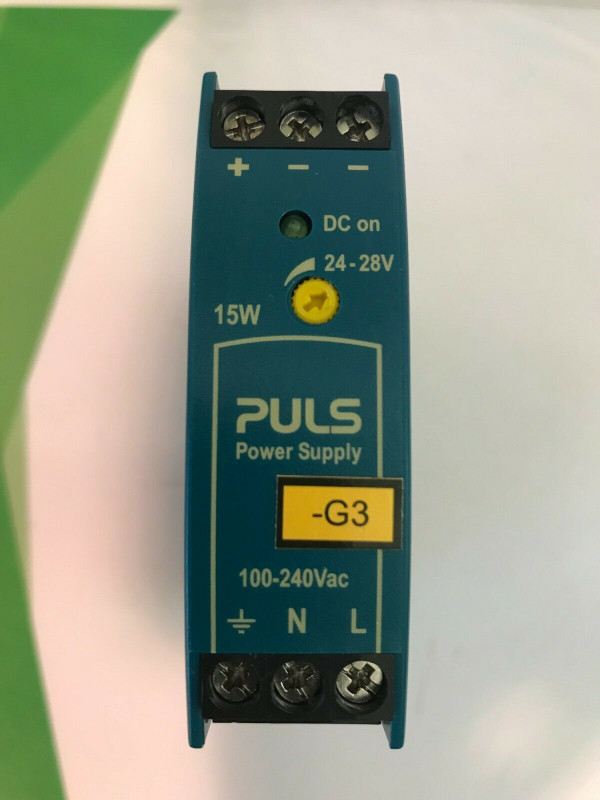 + − −
DC on
24-28V
15W
PULS
Power Supply
-G3
100-240Vac
⏚ N L